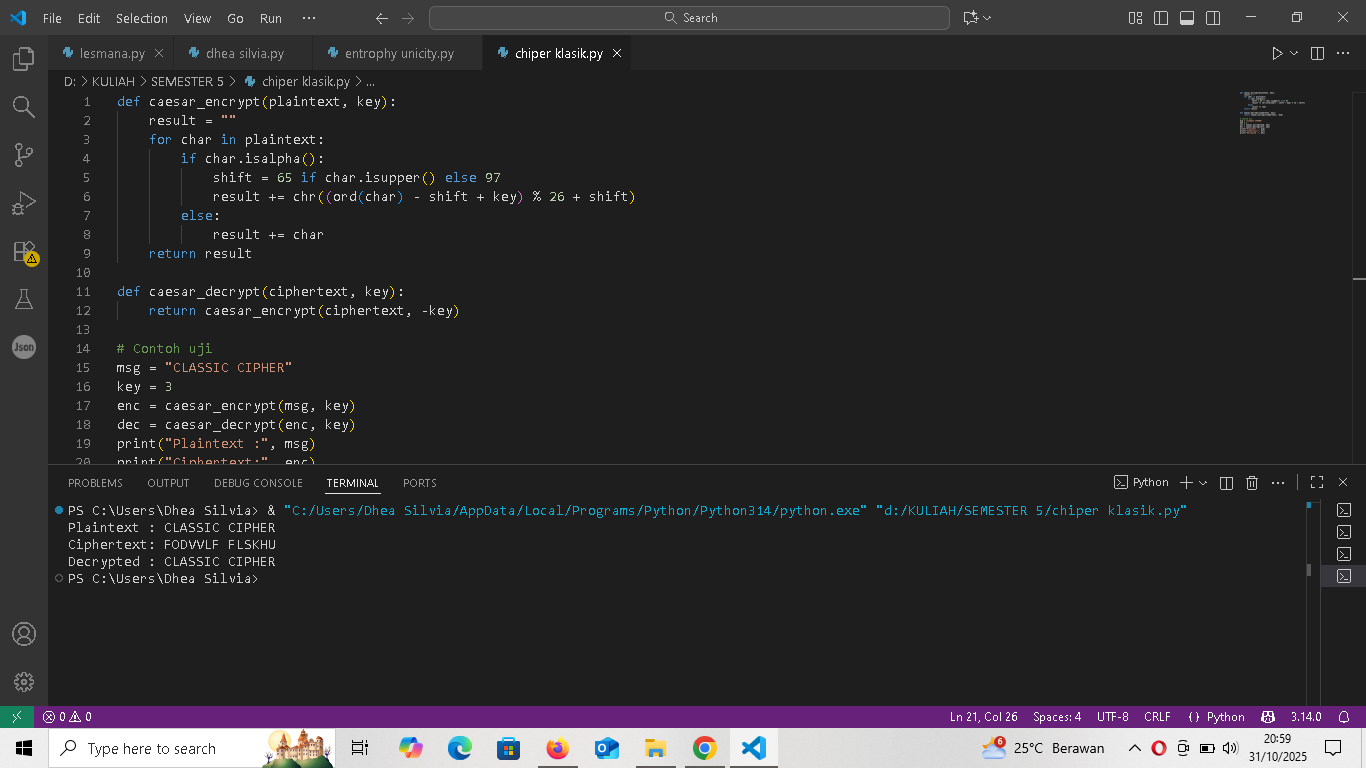 File Edit Selection View Go Run ··· Search
lesmana.py dhea silvia.py entrophy unicity.py chiper klasik.py
D: > KULIAH > SEMESTER 5 > chiper klasik.py > ...
1 def caesar_encrypt(plaintext, key):
2 result = ""
3 for char in plaintext:
4 if char.isalpha():
5 shift = 65 if char.isupper() else 97
6 result += chr((ord(char) - shift + key) % 26 + shift)
7 else:
8 result += char
9 return result
10
11 def caesar_decrypt(ciphertext, key):
12 return caesar_encrypt(ciphertext, -key)
13
14 # Contoh uji
15 msg = "CLASSIC CIPHER"
16 key = 3
17 enc = caesar_encrypt(msg, key)
18 dec = caesar_decrypt(enc, key)
19 print("Plaintext :", msg)
20 print("Ciphertext:", enc)
Json
PROBLEMS OUTPUT DEBUG CONSOLE TERMINAL PORTS Python
PS C:\Users\Dhea Silvia> & "C:/Users/Dhea Silvia/AppData/Local/Programs/Python/Python314/python.exe" "d:/KULIAH/SEMESTER 5/chiper klasik.py"
Plaintext : CLASSIC CIPHER
Ciphertext: FODVVLF FLSKHU
Decrypted : CLASSIC CIPHER
PS C:\Users\Dhea Silvia>
0 0 Ln 21, Col 26 Spaces: 4 UTF-8 CRLF {} Python 3.14.0
Type here to search 6 25°C Berawan 20:59
31/10/2025